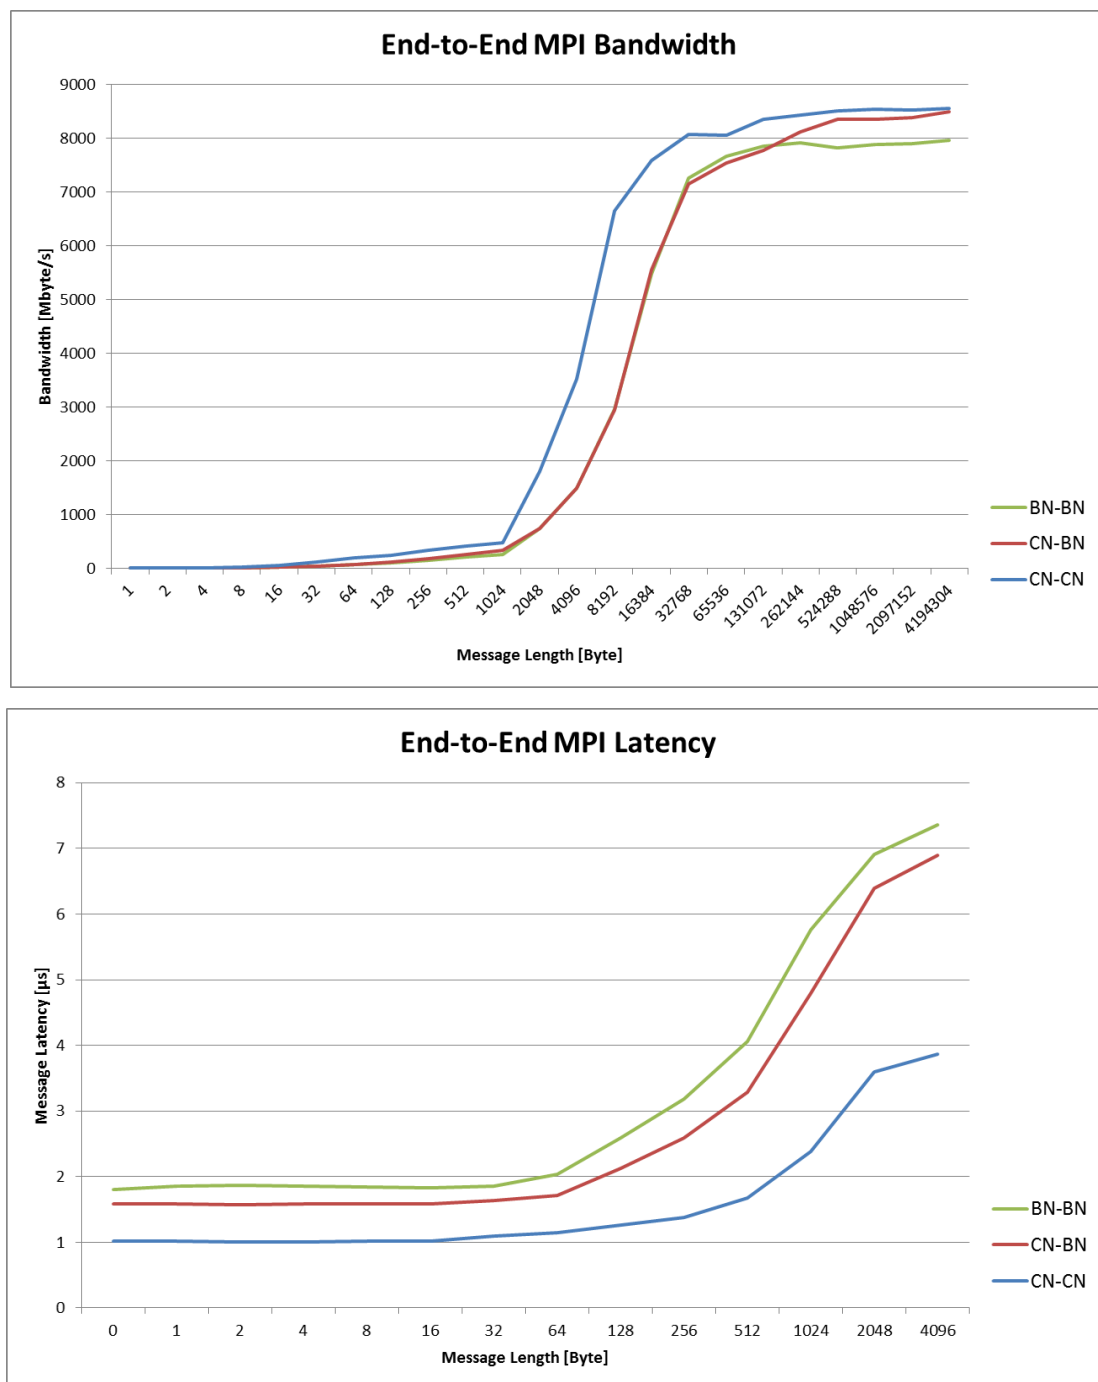 End-to-End MPI Bandwidth
9000
8000
7000
6000
5000
4000
3000
2000
1000
0
Bandwidth [Mbyte/s]
1 2 4 8 16 32 64 128 256 512 1024 2048 4096 8192 16384 32768 65536 131072 262144 524288 1048576 2097152 4194304
Message Length [Byte]
BN-BN
CN-BN
CN-CN
End-to-End MPI Latency
8
7
6
5
4
3
2
1
0
Message Latency [µs]
0 1 2 4 8 16 32 64 128 256 512 1024 2048 4096
Message Length [Byte]
BN-BN
CN-BN
CN-CN